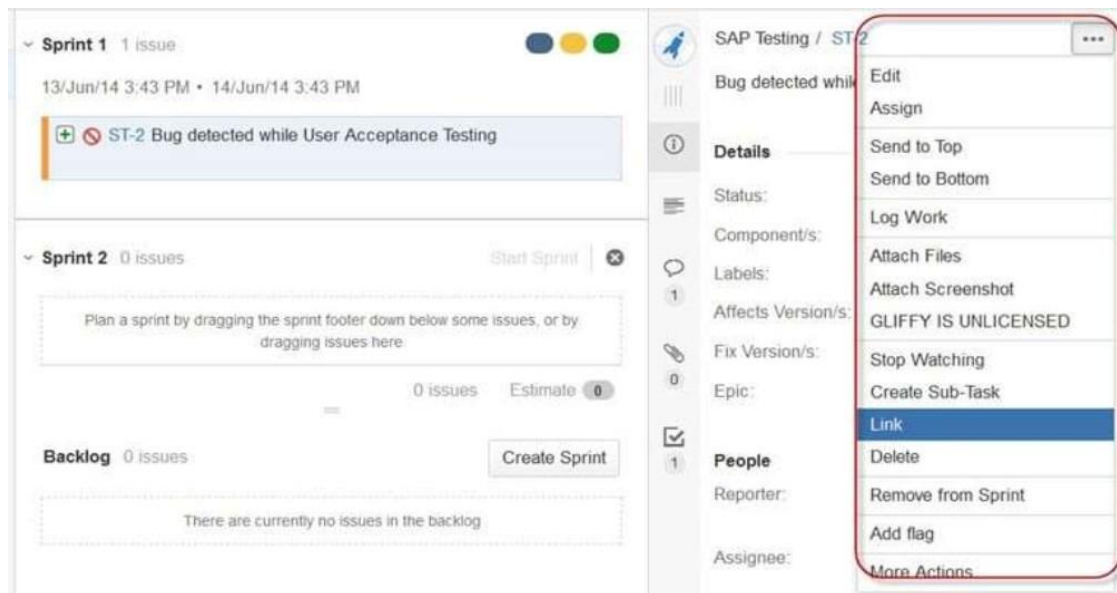 Sprint 1 1 issue
13/Jun/14 3:43 PM • 14/Jun/14 3:43 PM
ST-2 Bug detected while User Acceptance Testing
Sprint 2 0 issues Start Sprint
Plan a sprint by dragging the sprint footer down below some issues, or by
dragging issues here
0 issues Estimate 0
Backlog 0 issues Create Sprint
There are currently no issues in the backlog
1
0
1
SAP Testing / ST-2
Bug detected while
Details
Status:
Component/s:
Labels:
Affects Version/s:
Fix Version/s:
Epic:
People
Reporter:
Assignee:
Edit
Assign
Send to Top
Send to Bottom
Log Work
Attach Files
Attach Screenshot
GLIFFY IS UNLICENSED
Stop Watching
Create Sub-Task
Link
Delete
Remove from Sprint
Add flag
More Actions